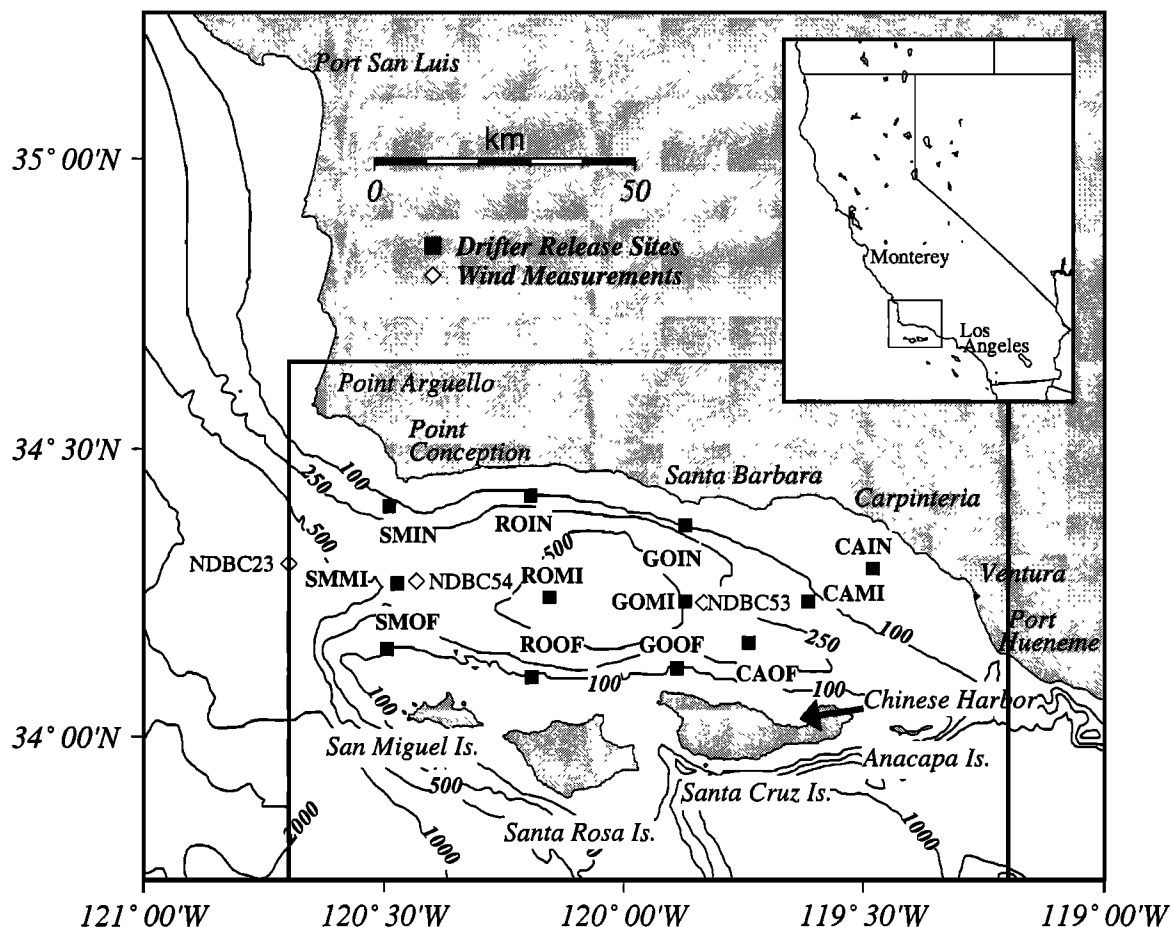 Port San Luis
km
0
50
35° 00'N
Drifter Release Sites
Wind Measurements
Monterey
Los
Angeles
Point Arguello
Point
Conception
34° 30'N
Santa Barbara
Carpinteria
100
250
500
SMIN
ROIN
GOIN
CAIN
NDBC23
SMMI
NDBC54
500
ROMI
GOMI
NDBC53
CAMI
Ventura
SMOF
ROOF
GOOF
250
100
Port
Hueneme
CAOF
100
100
100
Chinese Harbor
34° 00'N
San Miguel Is.
Anacapa Is.
500
Santa Cruz Is.
2000
1000
Santa Rosa Is.
1000
121° 00'W
120° 30'W
120° 00'W
119° 30'W
119° 00'W